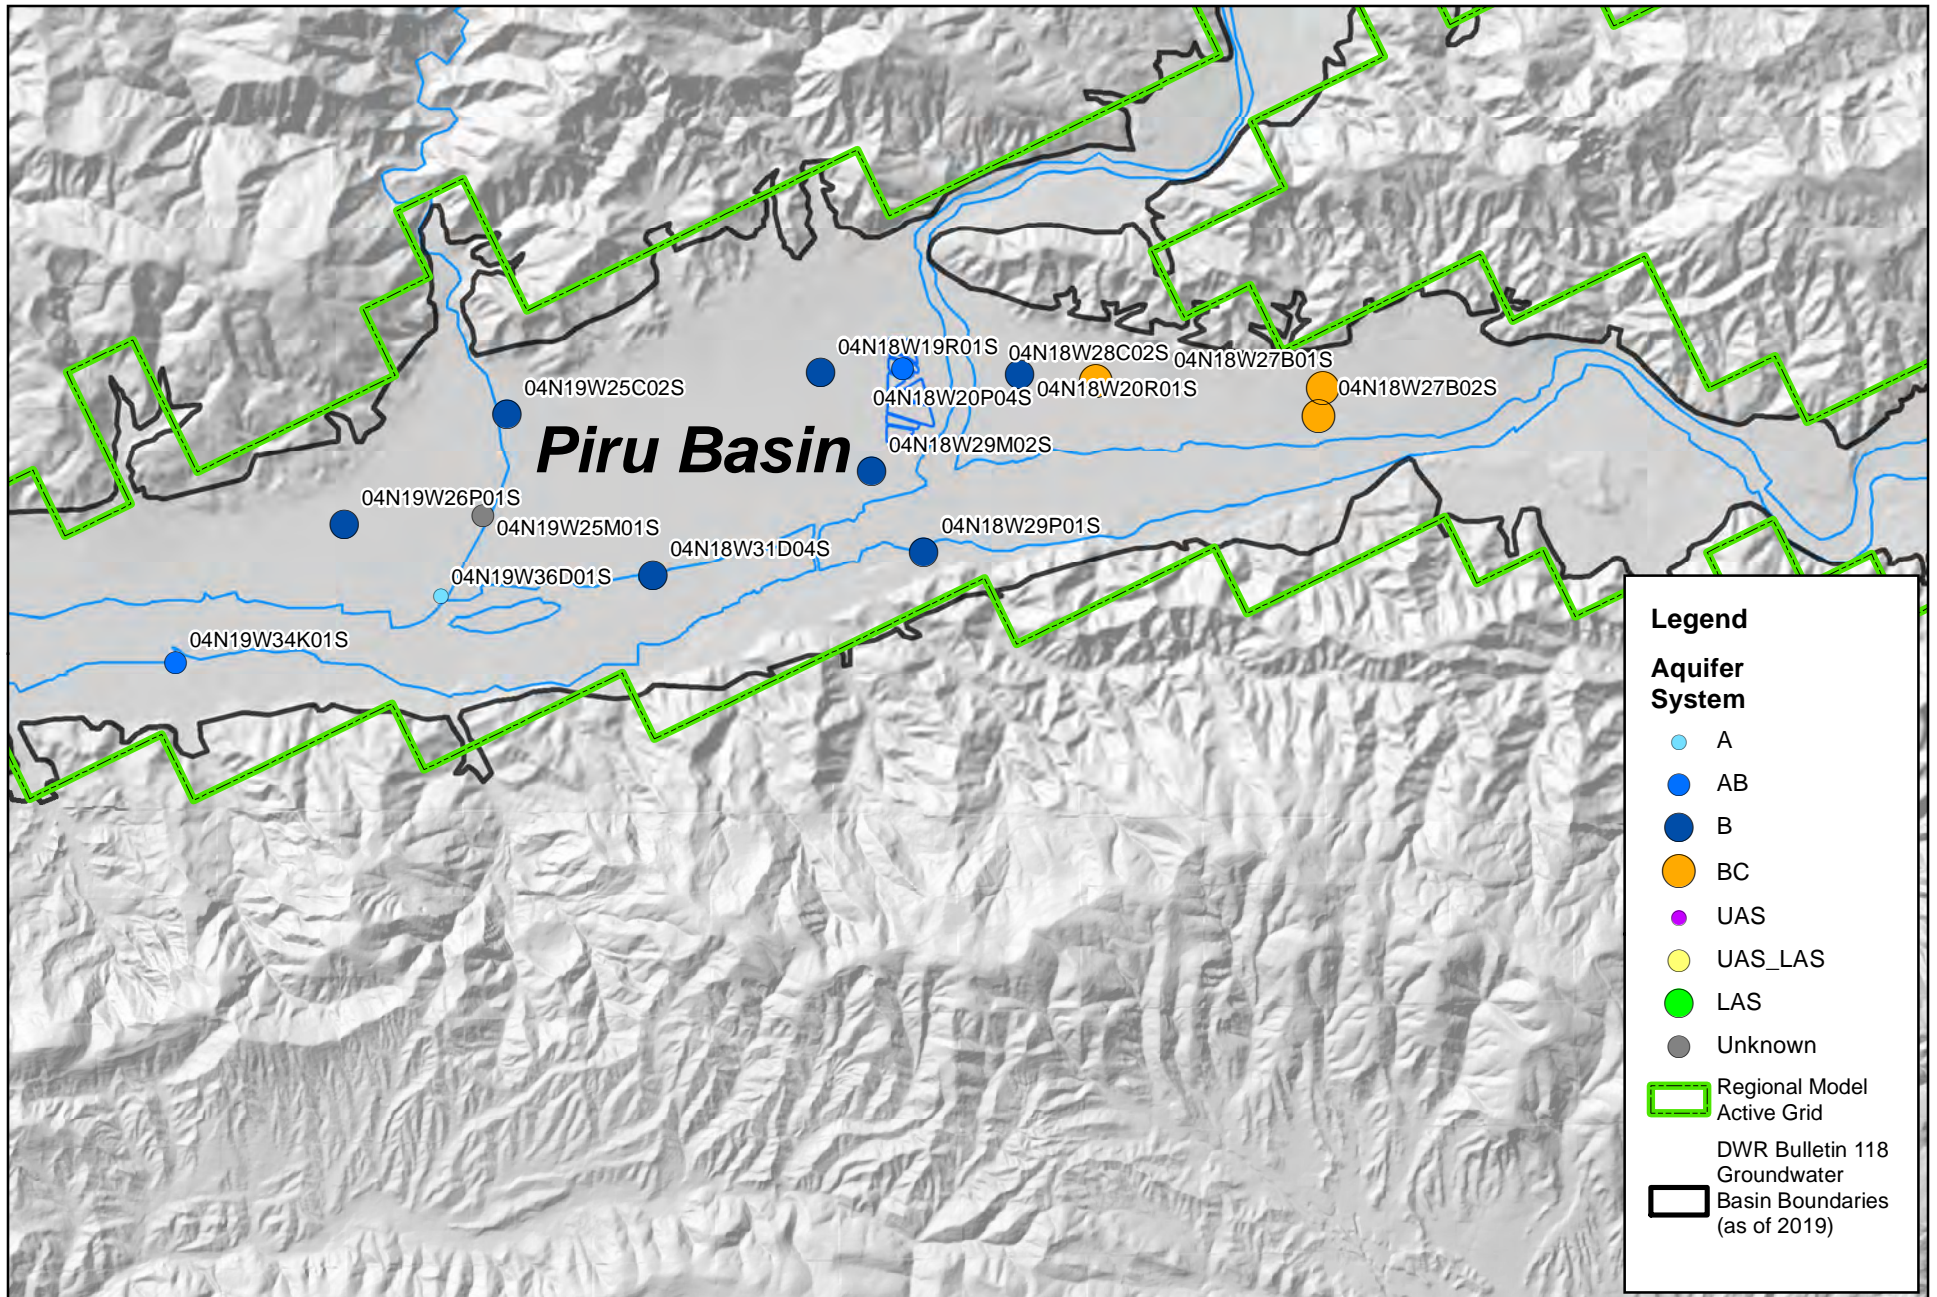 04N18W19R01S
04N18W28C02S
04N18W27B01S
04N19W25C02S
04N18W20P04S
04N18W20R01S
04N18W27B02S
Piru Basin
04N18W29M02S
04N19W26P01S
04N19W25M01S
04N18W29P01S
04N18W31D04S
04N19W36D01S
04N19W34K01S
Legend
Aquifer
System
A
AB
B
BC
UAS
UAS_LAS
LAS
Unknown
Regional Model
Active Grid
DWR Bulletin 118
Groundwater
Basin Boundaries
(as of 2019)